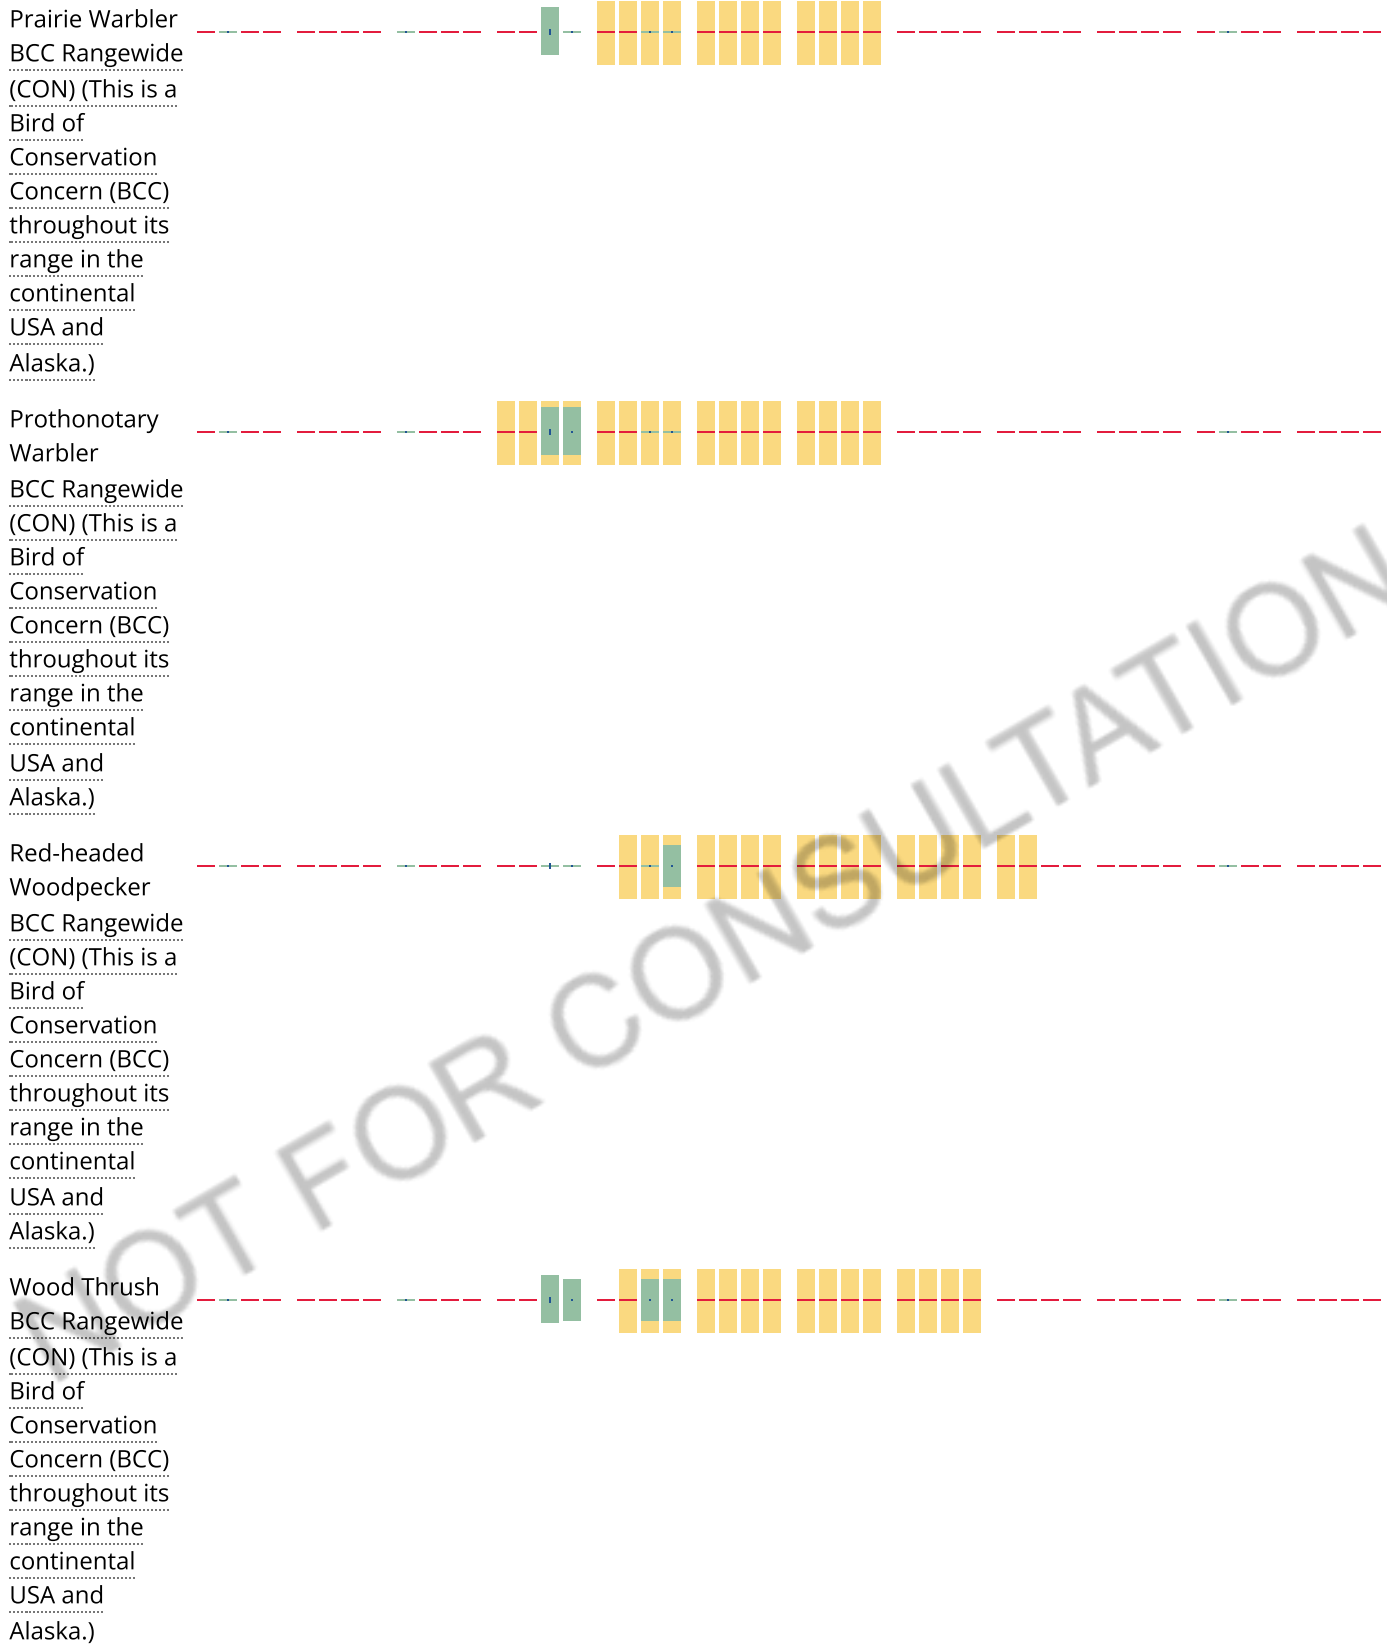 Prairie Warbler
BCC Rangewide
(CON) (This is a
Bird of
Conservation
Concern (BCC)
throughout its
range in the
continental
USA and
Alaska.)
Prothonotary
Warbler
BCC Rangewide
(CON) (This is a
Bird of
Conservation
Concern (BCC)
throughout its
range in the
continental
USA and
Alaska.)
Red-headed
Woodpecker
BCC Rangewide
(CON) (This is a
Bird of
Conservation
Concern (BCC)
throughout its
range in the
continental
USA and
Alaska.)
Wood Thrush
BCC Rangewide
(CON) (This is a
Bird of
Conservation
Concern (BCC)
throughout its
range in the
continental
USA and
Alaska.)
NOT FOR CONSULTATION